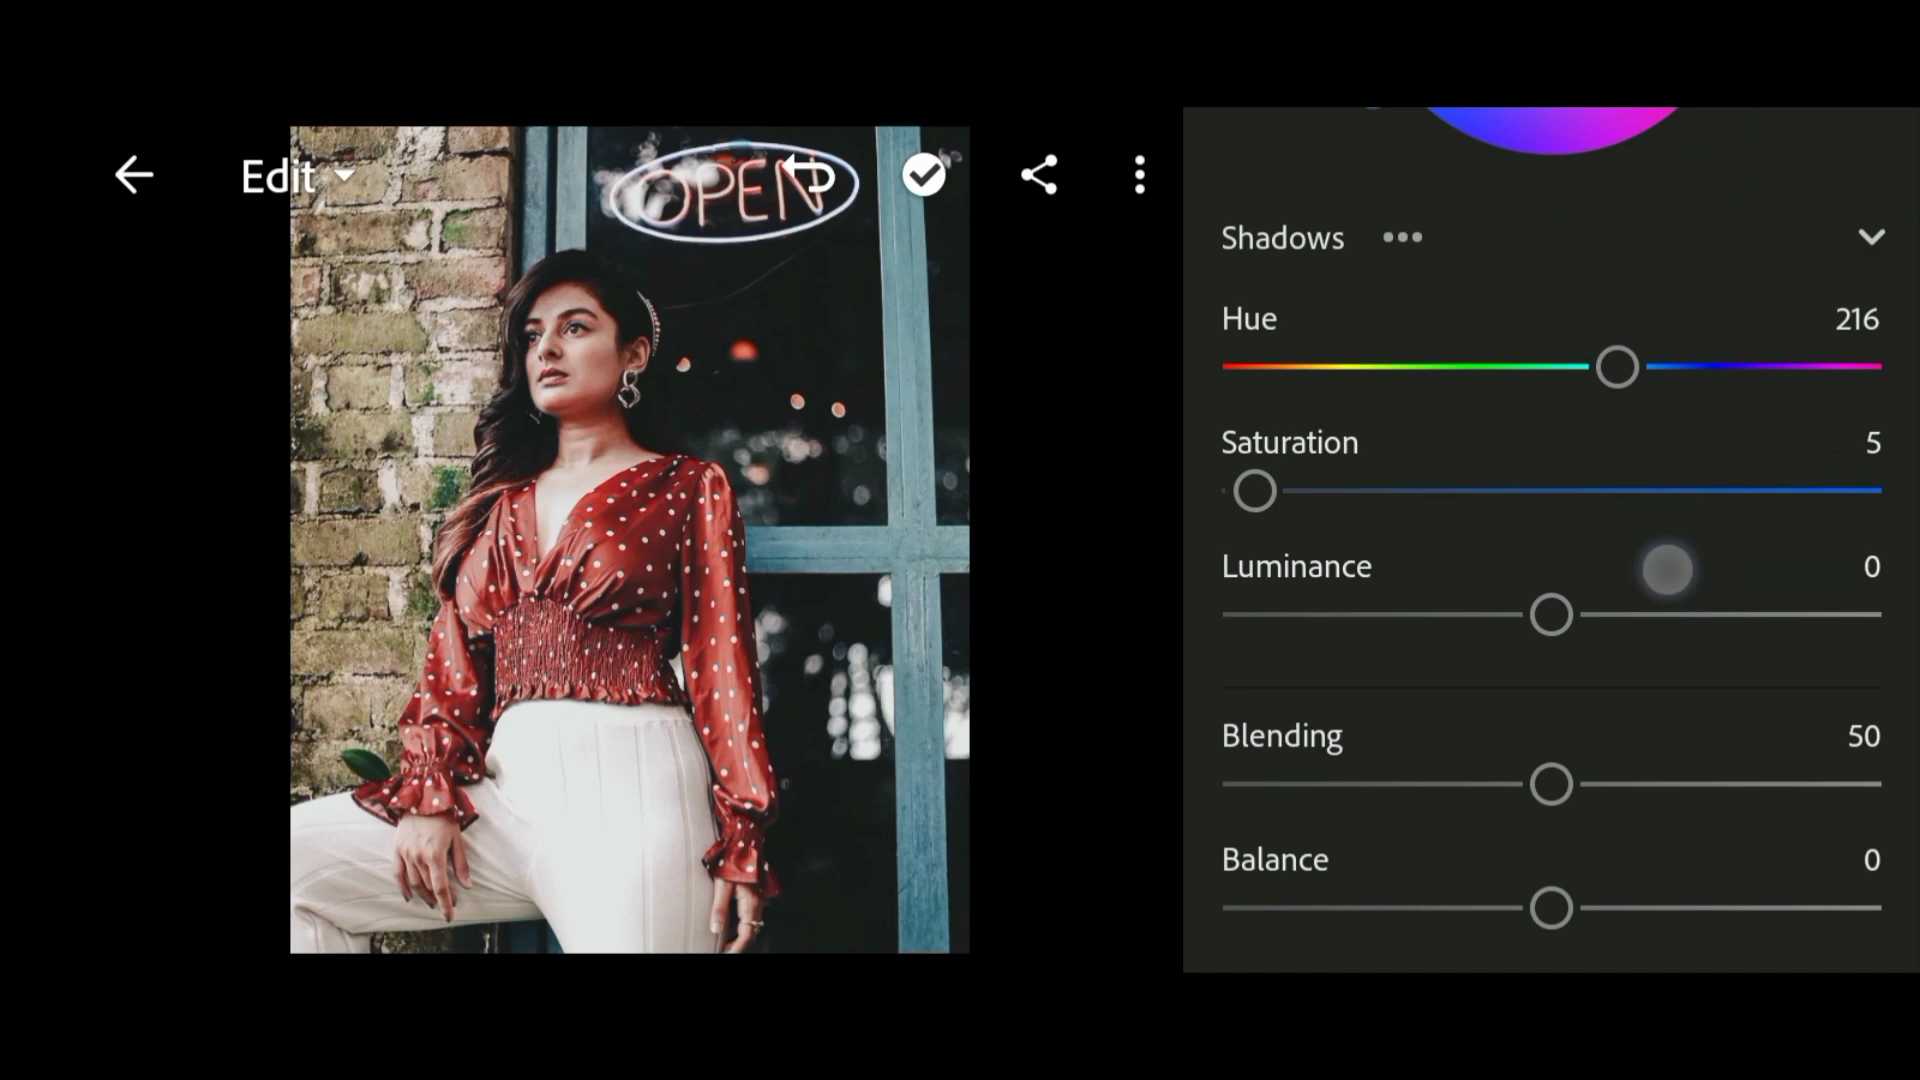 Edit
OPEN
Shadows
Hue 216
Saturation 5
Luminance 0
Blending 50
Balance 0